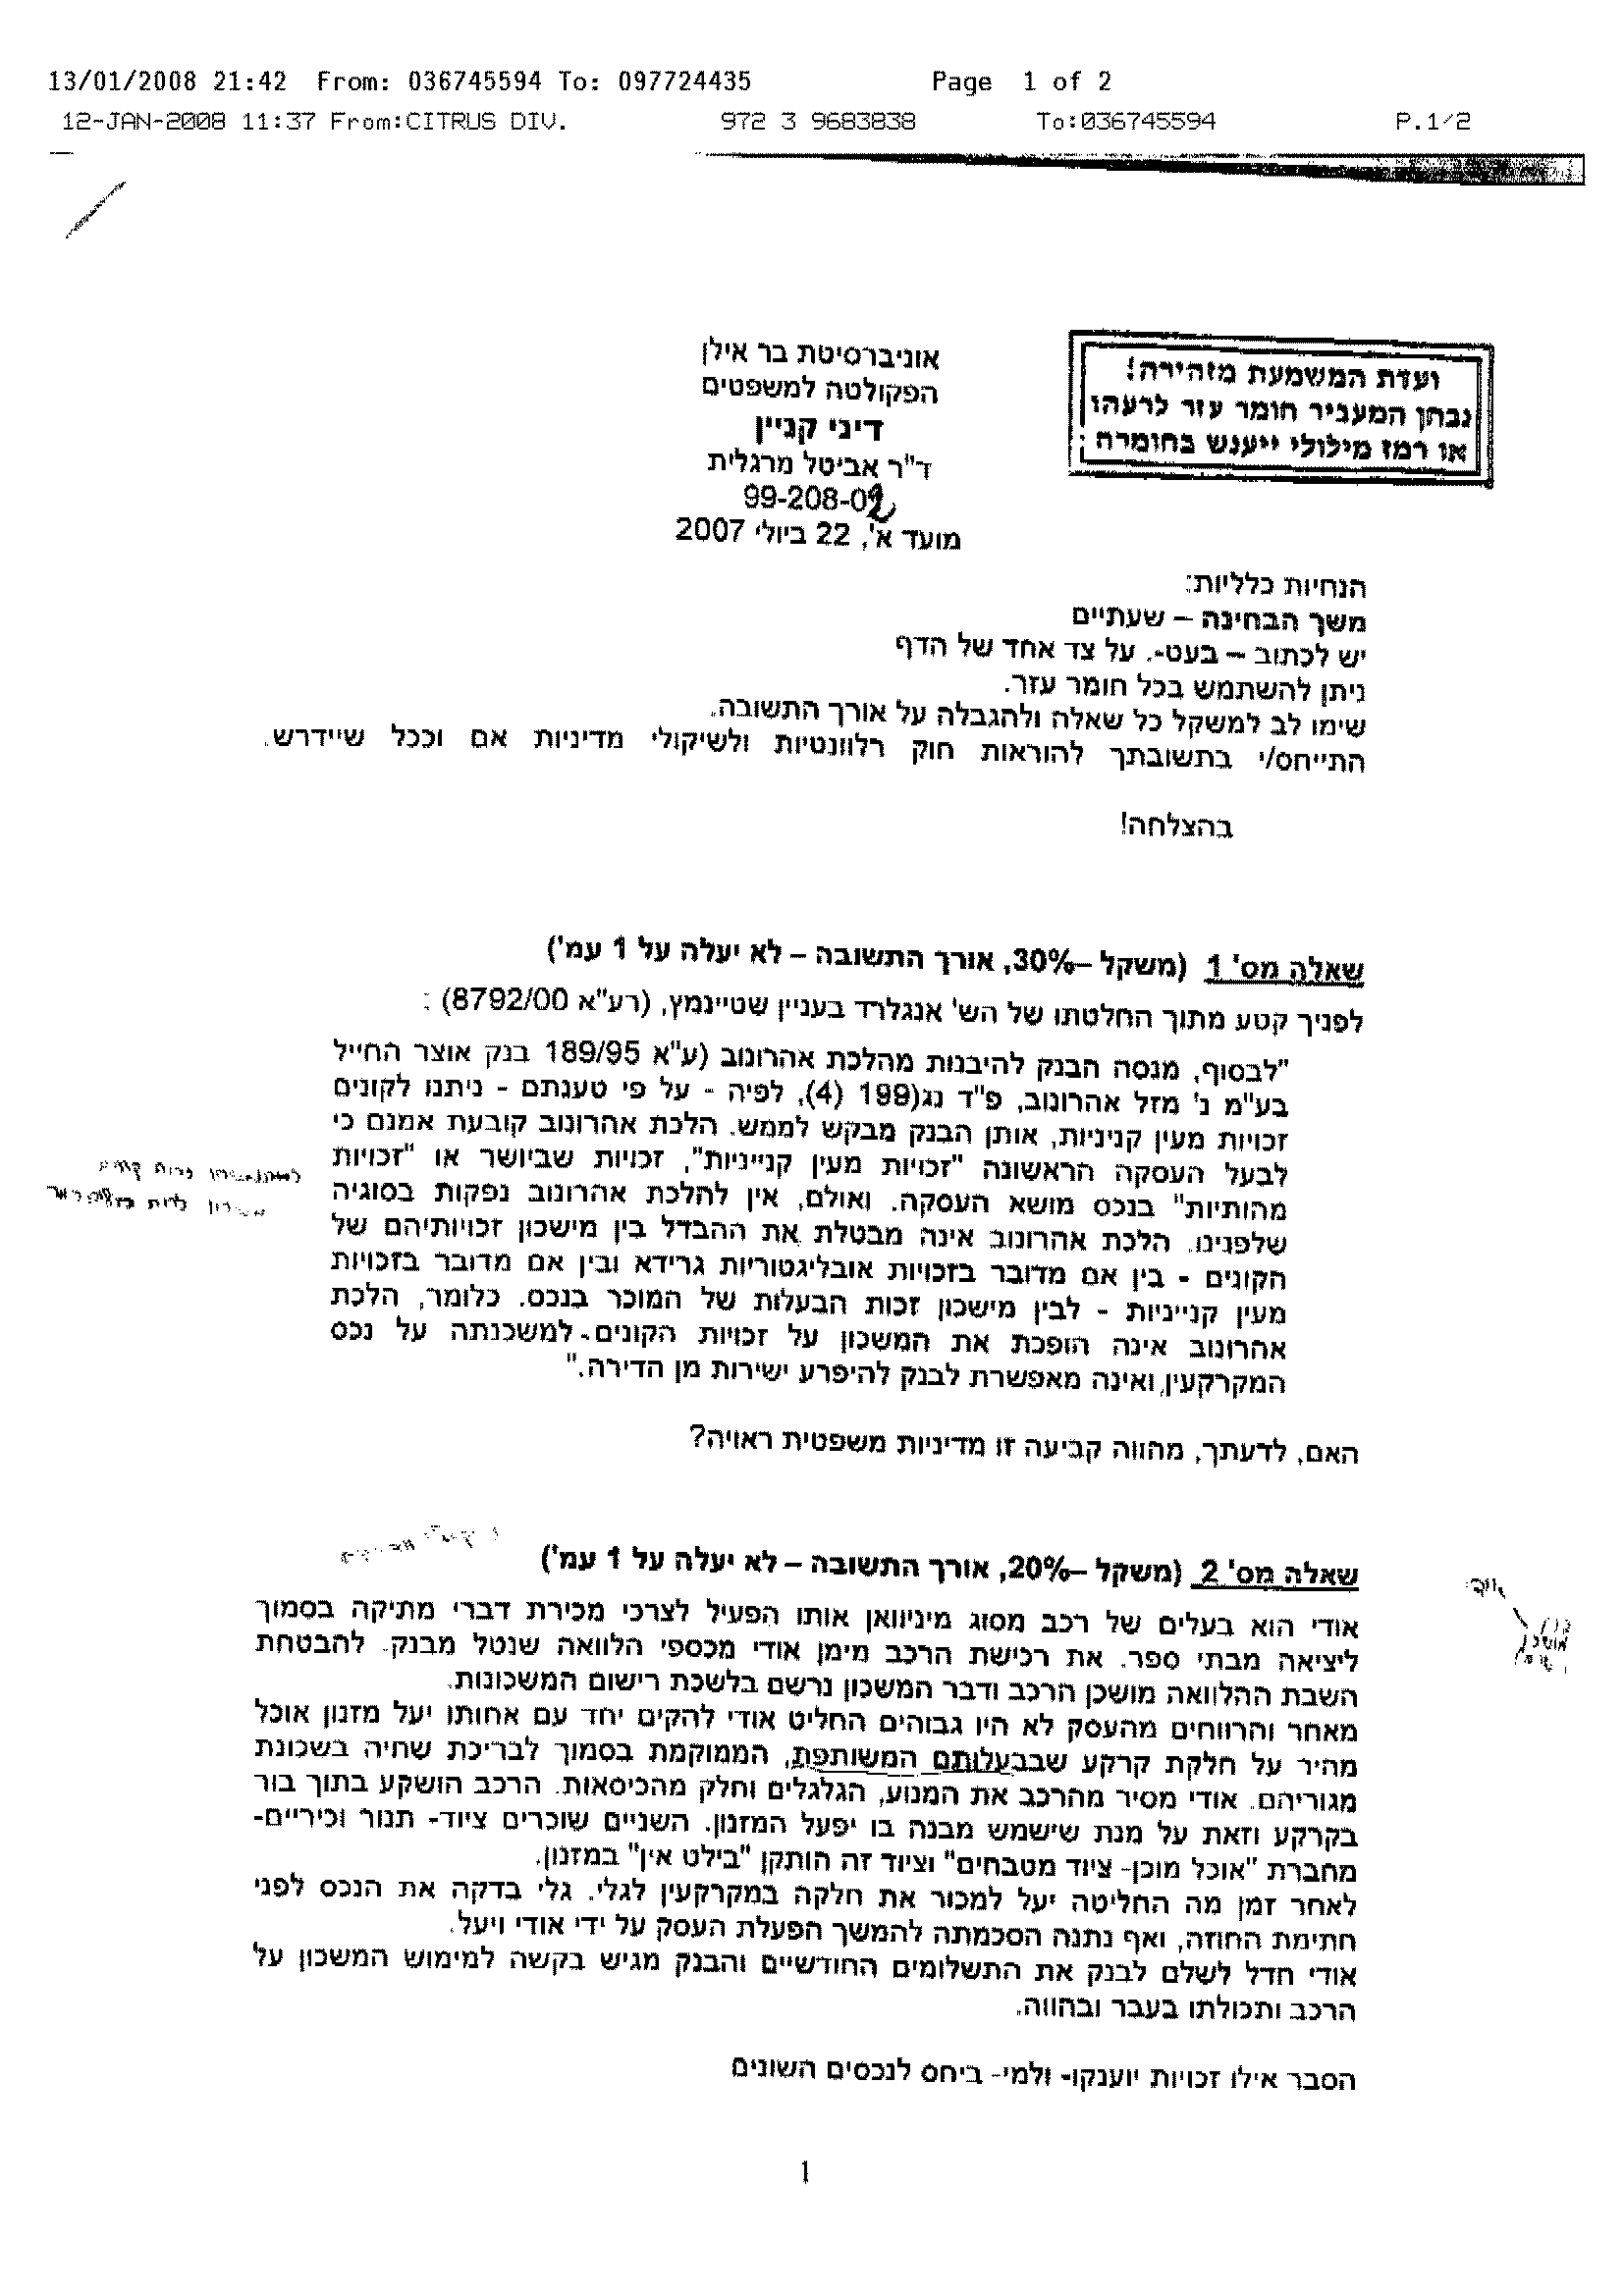 13/01/2008 21:42 From: 036745594 To: 097724435 Page 1 of 2
12-JAN-2008 11:37 From:CITRUS DIV. 972 3 9683838 To:036745594 P.1/2
ועדת המשמעת מזהירה!
נבחן המעביר חומר עזר לרעהו
או רמז מילולי ייענש בחומרה
אוניברסיטת בר אילן
הפקולטה למשפטים
דיני קניין
ד"ר אביטל מרגלית
99-208-02
מועד א', 22 ביולי 2007
הנחיות כלליות:
משך הבחינה – שעתיים
יש לכתוב – בעט-. על צד אחד של הדף
ניתן להשתמש בכל חומר עזר.
שימו לב למשקל כל שאלה ולהגבלה על אורך התשובה.
התייחס/י בתשובתך להוראות חוק רלוונטיות ולשיקולי מדיניות אם וככל שיידרש.
בהצלחה!
שאלה מס' 1 (משקל –30%, אורך התשובה – לא יעלה על 1 עמ')
לפניך קטע מתוך החלטתו של הש' אנגלרד בעניין שטיינמץ, (רע"א 8792/00) :
"לבסוף, מנסה הבנק להיבנות מהלכת אהרונוב (ע"א 189/95 בנק אוצר החייל
בע"מ נ' מזל אהרונוב, פ"ד נג(199 (4), לפיה - על פי טענתם - ניתנו לקונים
זכויות מעין קניניות, אותן הבנק מבקש לממש. הלכת אהרונוב קובעת אמנם כי
לבעל העסקה הראשונה "זכויות מעין קנייניות", זכויות שביושר או "זכויות
מהותיות" בנכס מושא העסקה. ואולם, אין להלכת אהרונוב נפקות בסוגיה
שלפנינו. הלכת אהרונוב אינה מבטלת את ההבדל בין מישכון זכויותיהם של
הקונים - בין אם מדובר בזכויות אובליגטוריות גרידא ובין אם מדובר בזכויות
מעין קנייניות - לבין מישכון זכות הבעלות של המוכר בנכס. כלומר, הלכת
אהרונוב אינה הופכת את המשכון על זכויות הקונים למשכנתה על נכס
המקרקעין ואינה מאפשרת לבנק להיפרע ישירות מן הדירה."
האם, לדעתך, מהווה קביעה זו מדיניות משפטית ראויה?
שאלה מס' 2 (משקל –20%, אורך התשובה – לא יעלה על 1 עמ')
אודי הוא בעלים של רכב מסוג מיניוואן אותו הפעיל לצרכי מכירת דברי מתיקה בסמוך
ליציאה מבתי ספר. את רכישת הרכב מימן אודי מכספי הלוואה שנטל מבנק. להבטחת
השבת ההלוואה מושכן הרכב ודבר המשכון נרשם בלשכת רישום המשכונות.
מאחר והרווחים מהעסק לא היו גבוהים החליט אודי להקים יחד עם אחותו יעל מזנון אוכל
מהיר על חלקת קרקע שבבעלותם המשותפת, הממוקמת בסמוך לבריכת שחיה בשכונת
מגוריהם. אודי מסיר מהרכב את המנוע, הגלגלים וחלק מהכיסאות. הרכב הושקע בתוך בור
בקרקע וזאת על מנת שישמש מבנה בו יפעל המזנון. השניים שוכרים ציוד- תנור וכיריים-
מחברת "אוכל מוכן- ציוד מטבחים" וציוד זה הותקן "בילט אין" במזנון.
לאחר זמן מה החליטה יעל למכור את חלקה במקרקעין לגלי. גלי בדקה את הנכס לפני
חתימת החוזה, ואף נתנה הסכמתה להמשך הפעלת העסק על ידי אודי ויעל.
אודי חדל לשלם לבנק את התשלומים החודשיים והבנק מגיש בקשה למימוש המשכון על
הרכב ותכולתו בעבר ובהווה.
הסבר אילו זכויות יוענקו- ולמי- ביחס לנכסים השונים
1